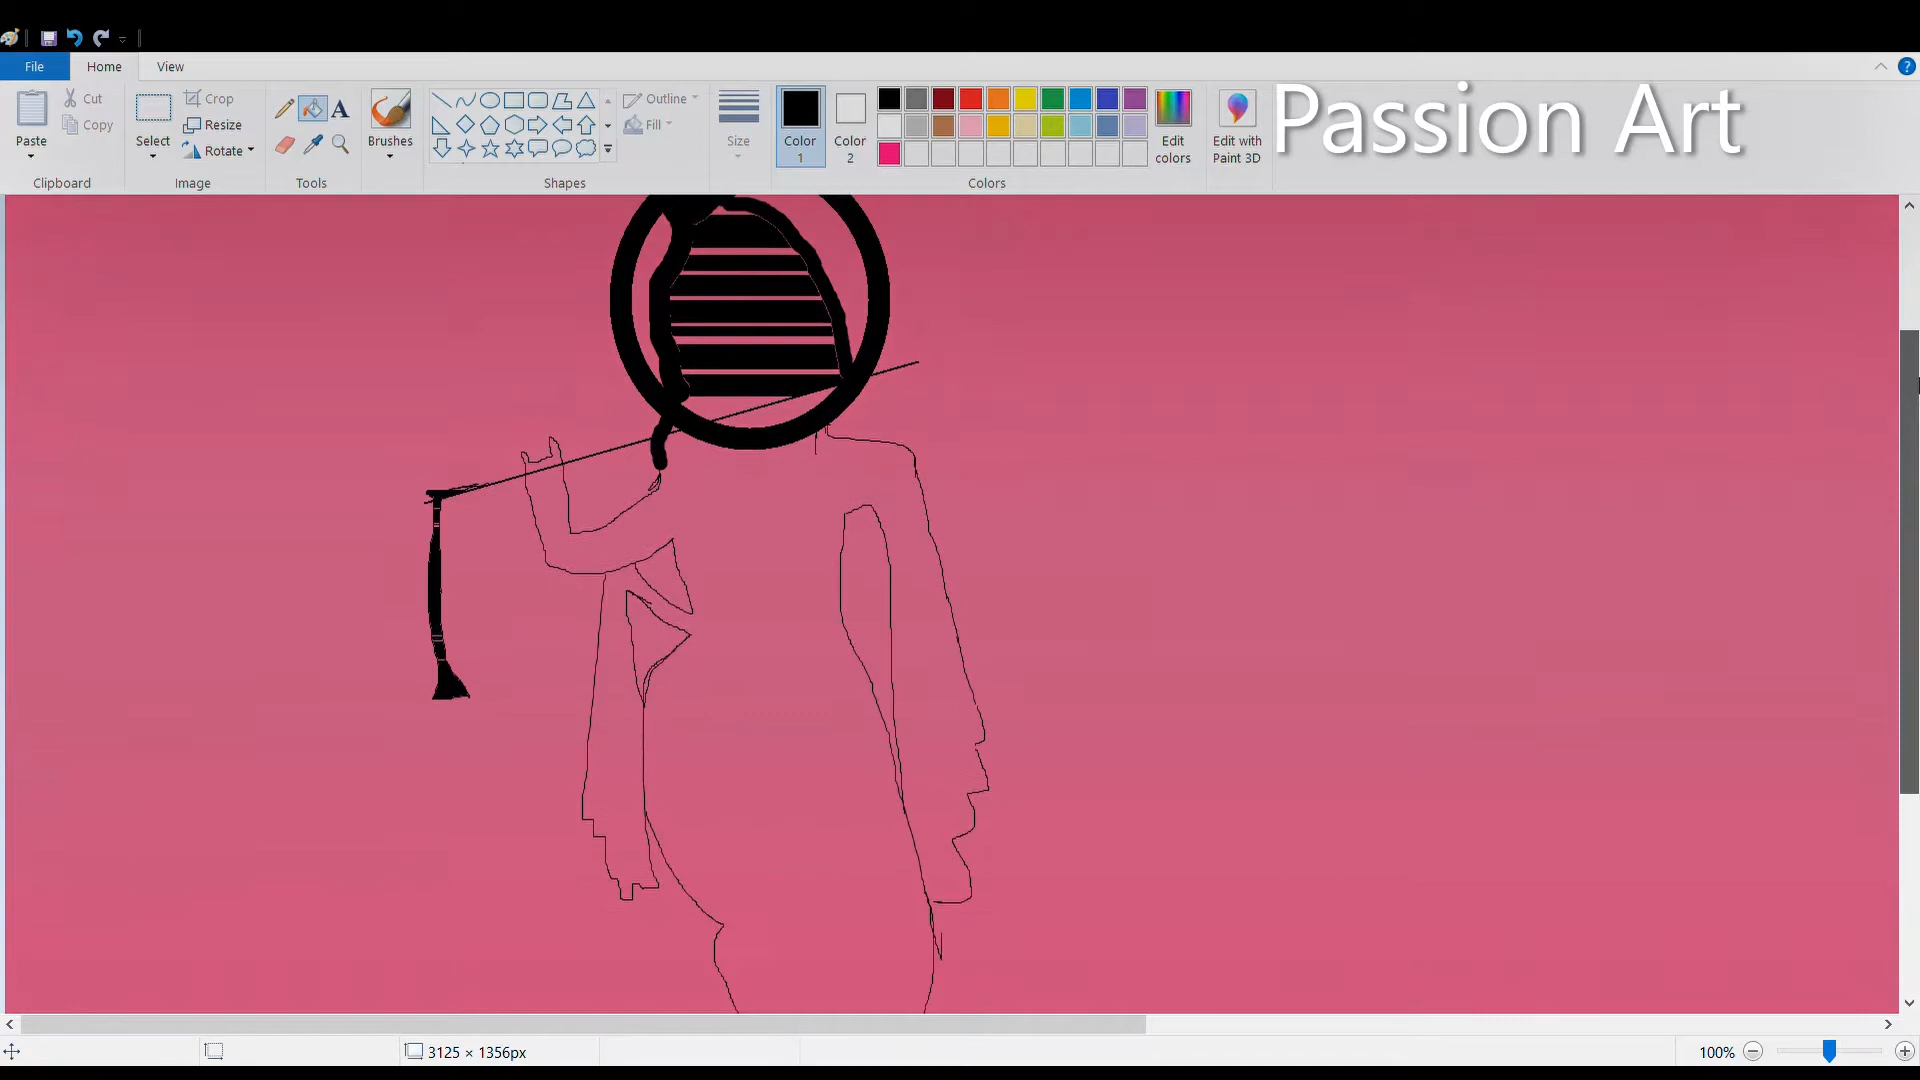 File Home View
Paste
Cut
Copy
Clipboard
Select
Crop
Resize
Rotate
Image
A
Tools
Brushes
Shapes
Outline
Fill
Size
Color
1
Color
2
Edit
colors
Colors
Edit with
Paint 3D
Passion Art
?
3125 × 1356px
100%